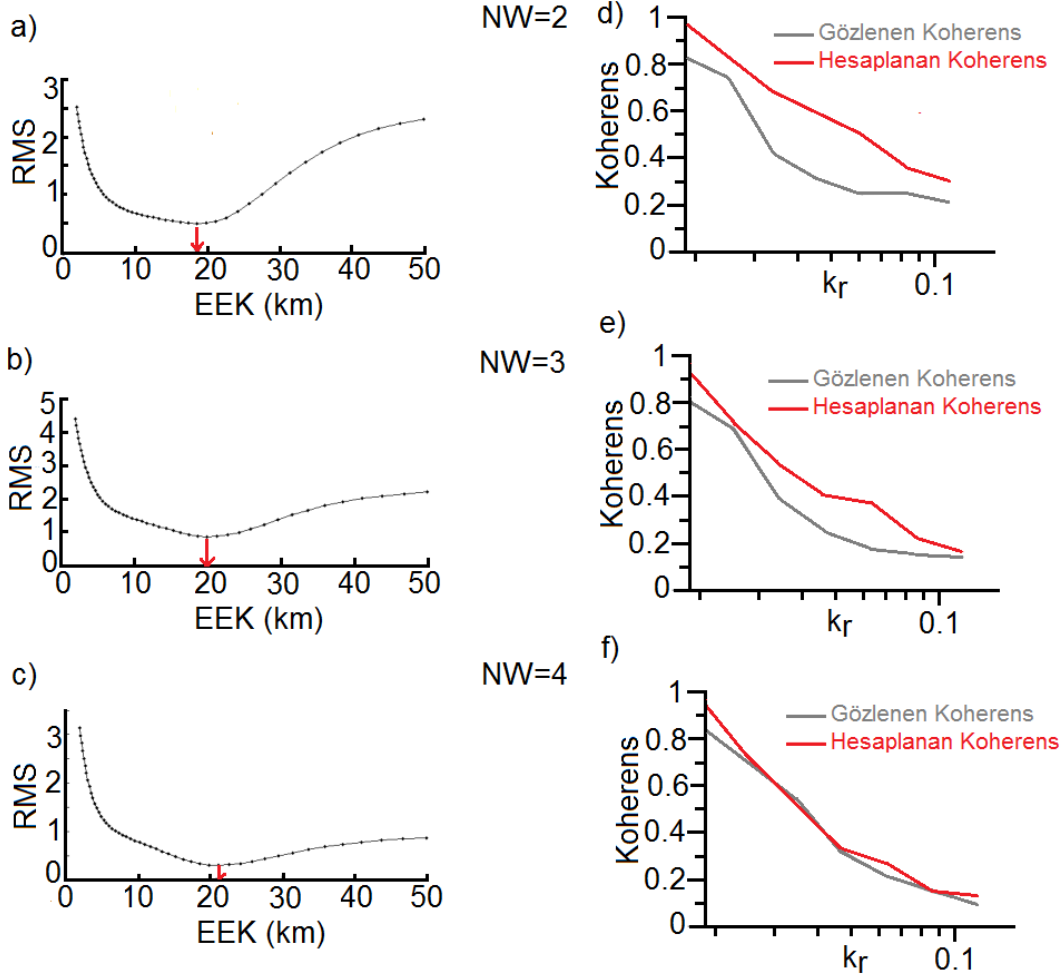 a)
NW=2
3
2
1
0
RMS
0 10 20 30 40 50
EEK (km)
d)
1
0.8
0.6
0.4
0.2
0
Koherens
Gözlenen Koherens
Hesaplanan Koherens
kr
0.1
b)
NW=3
5
4
3
2
1
0
RMS
0 10 20 30 40 50
EEK (km)
e)
1
0.8
0.6
0.4
0.2
0
Koherens
Gözlenen Koherens
Hesaplanan Koherens
kr
0.1
c)
NW=4
3
2
1
0
RMS
0 10 20 30 40 50
EEK (km)
f)
1
0.8
0.6
0.4
0.2
0
Koherens
Gözlenen Koherens
Hesaplanan Koherens
kr
0.1